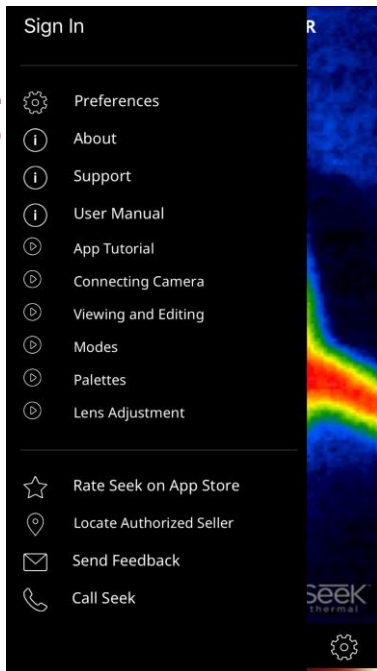 Sign In
R
Preferences
About
Support
User Manual
App Tutorial
Connecting Camera
Viewing and Editing
Modes
Palettes
Lens Adjustment
Rate Seek on App Store
Locate Authorized Seller
Send Feedback
Call Seek
Seek
thermal